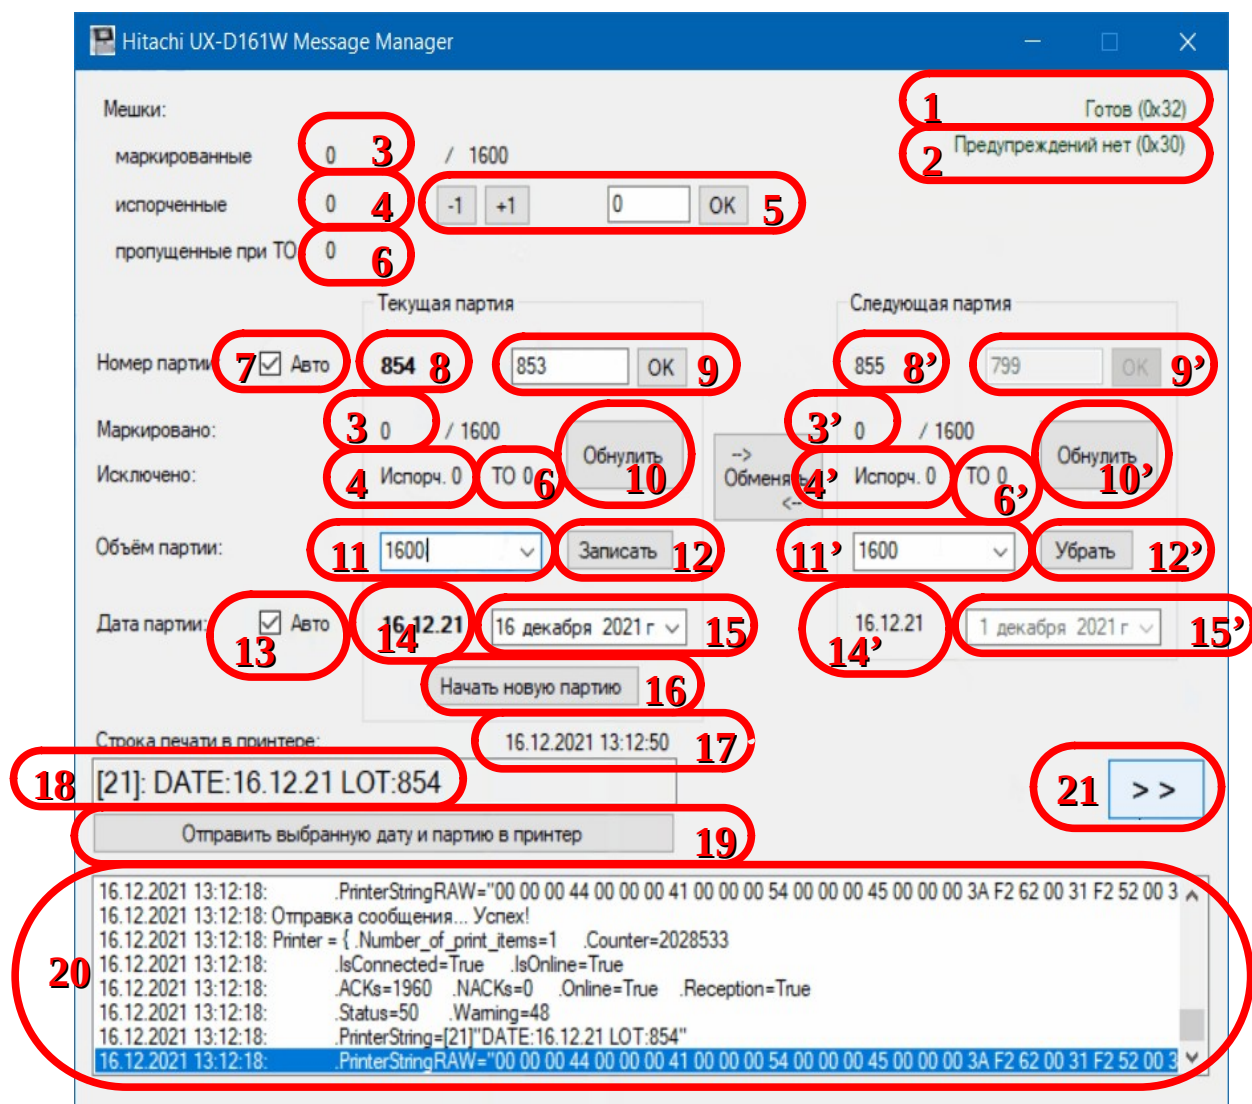 Hitachi UX-D161W Message Manager
Мешки:
1 Готов (0x32)
маркированные 0 3 / 1600
2 Предупреждений нет (0x30)
испорченные 0 4 -1 +1 0 OK 5
пропущенные при ТО 0 6
Текущая партия Следующая партия
Номер партии 7 Авто 854 8 853 OK 9 855 8’ 799 OK 9’
Маркировано: 3 0 / 1600 Обнулить 10 3’ 0 / 1600 Обнулить 10’
Исключено: 4 Испорч. 0 ТО 0 6 --> Обменять <-- 4’ Испорч. 0 ТО 0 6’
Объём партии: 11 1600 Записать 12 11’ 1600 Убрать 12’
Дата партии: 13 Авто 14 16.12.21 16 декабря 2021 г 15 14’ 16.12.21 1 декабря 2021 г 15’
Начать новую партию 16
Строка печати в принтере: 16.12.2021 13:12:50 17
18 [21]: DATE:16.12.21 LOT:854 21 > >
Отправить выбранную дату и партию в принтер 19
20
16.12.2021 13:12:18: .PrinterStringRAW="00 00 00 44 00 00 00 41 00 00 00 54 00 00 00 45 00 00 00 3A F2 62 00 31 F2 52 00 3
16.12.2021 13:12:18: Отправка сообщения... Успех!
16.12.2021 13:12:18: Printer = { .Number_of_print_items=1 .Counter=2028533
16.12.2021 13:12:18: .IsConnected=True .IsOnline=True
16.12.2021 13:12:18: .ACKs=1960 .NACKs=0 .Online=True .Reception=True
16.12.2021 13:12:18: .Status=50 .Warning=48
16.12.2021 13:12:18: .PrinterString=[21]"DATE:16.12.21 LOT:854"
16.12.2021 13:12:18: .PrinterStringRAW="00 00 00 44 00 00 00 41 00 00 00 54 00 00 00 45 00 00 00 3A F2 62 00 31 F2 52 00 3